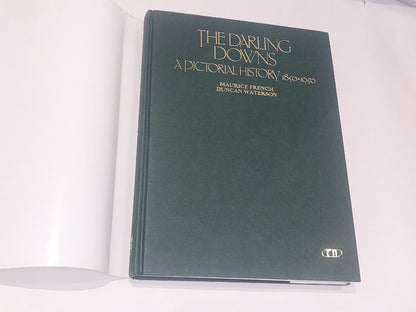 THE DARLING
DOWNS
A PICTORIAL HISTORY 1850-1950
MAURICE FRENCH
DUNCAN WATERSON